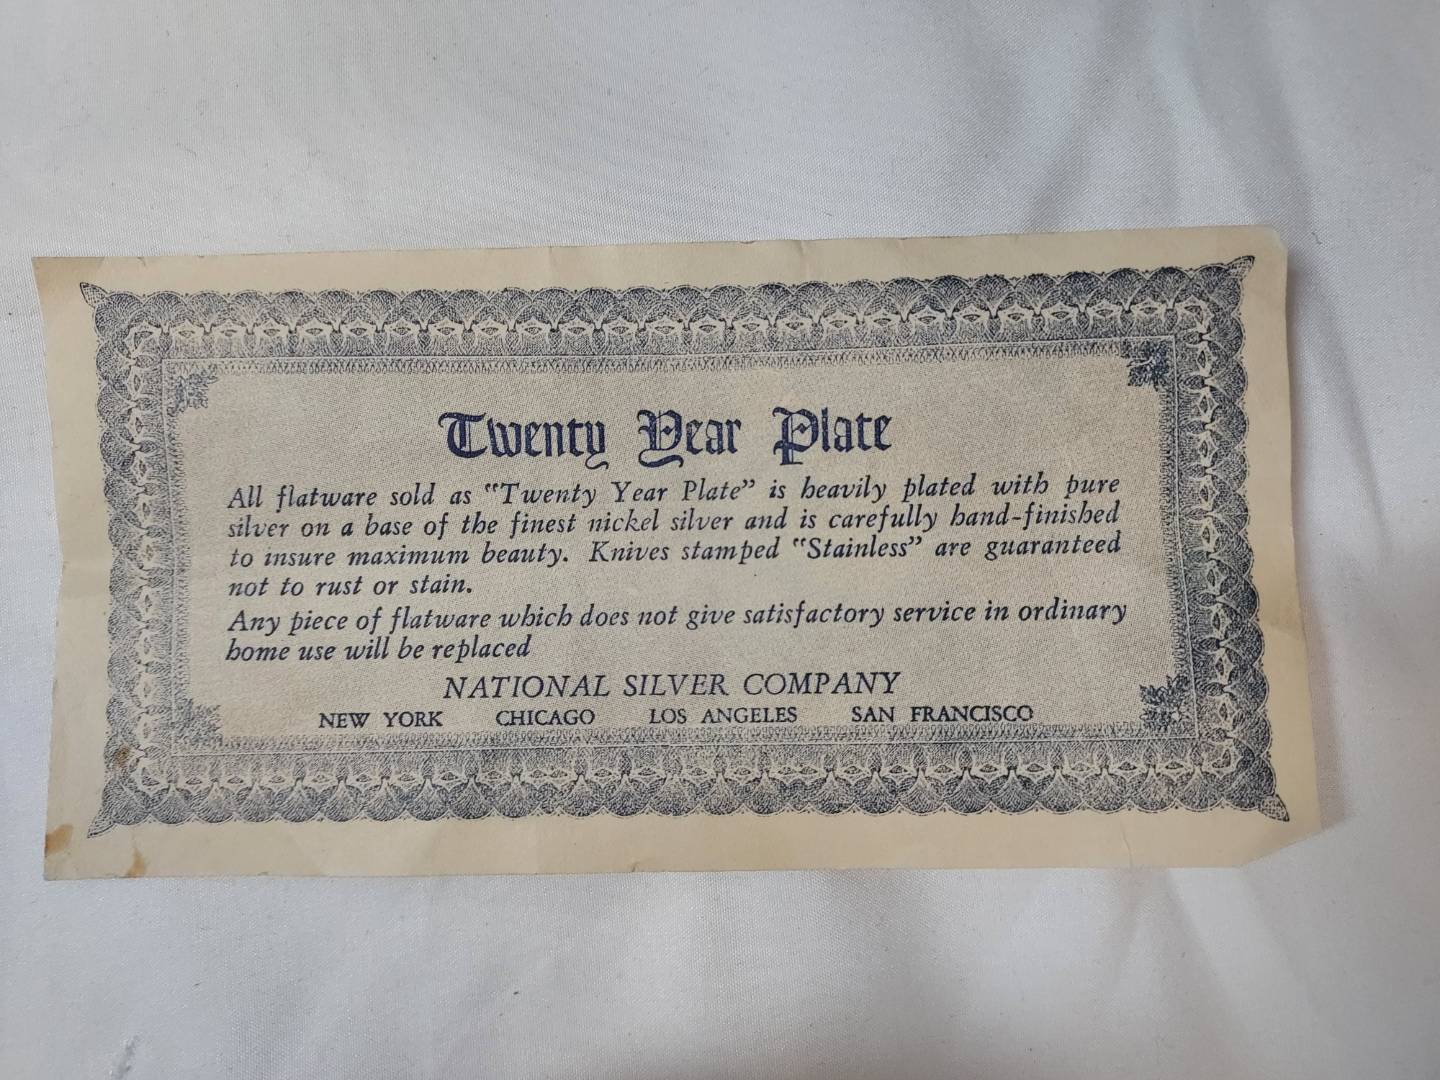 Twenty Year Plate
All flatware sold as "Twenty Year Plate" is heavily plated with pure
silver on a base of the finest nickel silver and is carefully hand-finished
to insure maximum beauty. Knives stamped "Stainless" are guaranteed
not to rust or stain.
Any piece of flatware which does not give satisfactory service in ordinary
home use will be replaced
NATIONAL SILVER COMPANY
NEW YORK CHICAGO LOS ANGELES SAN FRANCISCO